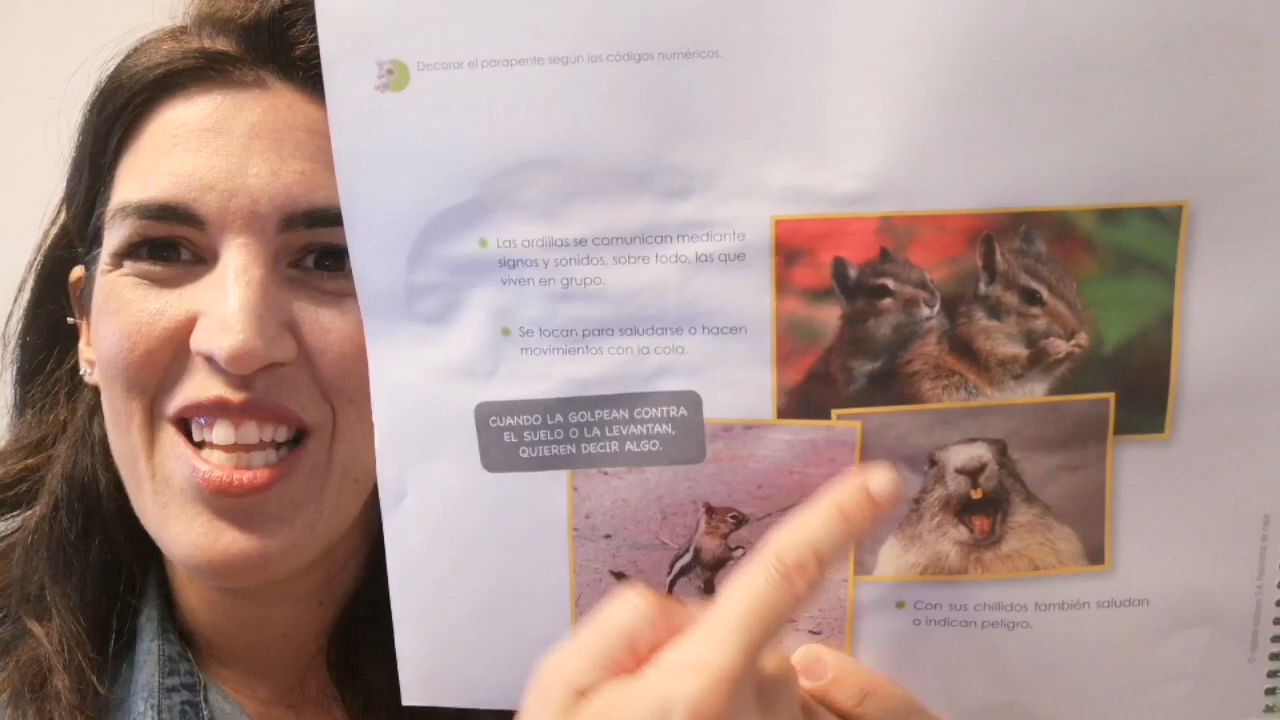 Decorar el parapente según los códigos numéricos.
Las ardillas se comunican mediante
signos y sonidos, sobre todo, las que
viven en grupo.
Se tocan para saludarse o hacen
movimientos con la cola.
CUANDO LA GOLPEAN CONTRA
EL SUELO O LA LEVANTAN,
QUIEREN DECIR ALGO.
Con sus chillidos también saludan
o indican peligro.